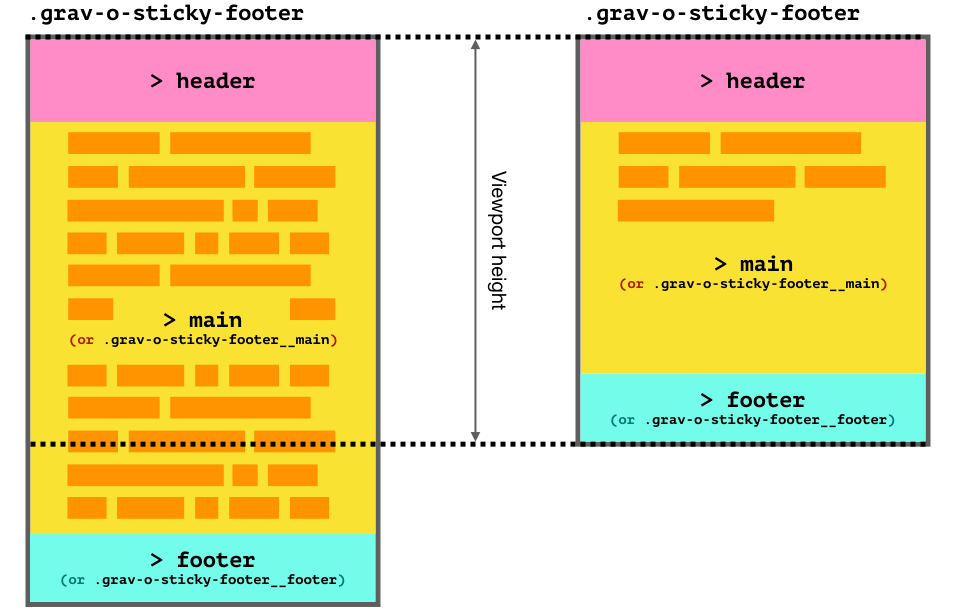 .grav-o-sticky-footer
> header
> main
(or .grav-o-sticky-footer__main)
> footer
(or .grav-o-sticky-footer__footer)
Viewport height
.grav-o-sticky-footer
> header
> main
(or .grav-o-sticky-footer__main)
> footer
(or .grav-o-sticky-footer__footer)